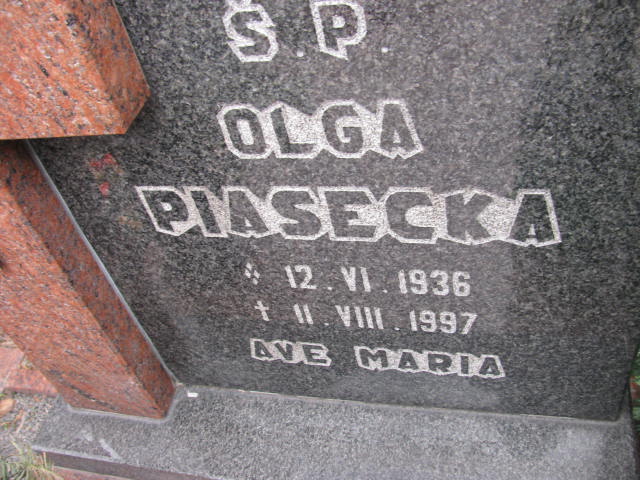 Ś.P.
OLGA
PIASECKA
⁘ 12.VI.1936
† 11.VIII.1997
AVE MARIA